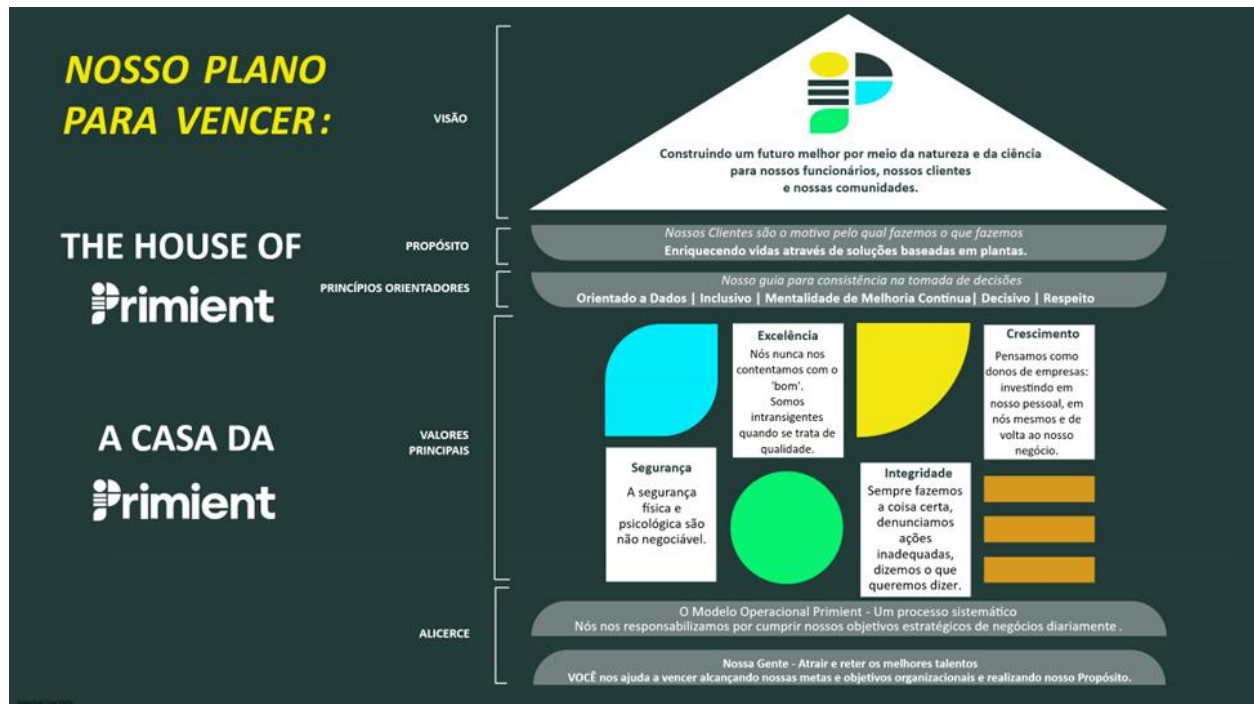 NOSSO PLANO
PARA VENCER:
THE HOUSE OF
Primient
A CASA DA
Primient
VISÃO
Construindo um futuro melhor por meio da natureza e da ciência
para nossos funcionários, nossos clientes
e nossas comunidades.
PROPÓSITO
Nossos Clientes são o motivo pelo qual fazemos o que fazemos
Enriquecendo vidas através de soluções baseadas em plantas.
PRINCÍPIOS ORIENTADORES
Nosso guia para consistência na tomada de decisões
Orientado a Dados | Inclusivo | Mentalidade de Melhoria Contínua| Decisivo | Respeito
VALORES
PRINCIPAIS
Excelência
Nós nunca nos
contentamos com o
'bom'.
Somos
intransigentes
quando se trata de
qualidade.
Crescimento
Pensamos como
donos de empresas:
investindo em
nosso pessoal, em
nós mesmos e de
volta ao nosso
negócio.
Segurança
A segurança
física e
psicológica são
não negociável.
Integridade
Sempre fazemos
a coisa certa,
denunciamos
ações
inadequadas,
dizemos o que
queremos dizer.
ALICERCE
O Modelo Operacional Primient - Um processo sistemático
Nós nos responsabilizamos por cumprir nossos objetivos estratégicos de negócios diariamente .
Nossa Gente - Atrair e reter os melhores talentos
VOCÊ nos ajuda a vencer alcançando nossas metas e objetivos organizacionais e realizando nosso Propósito.